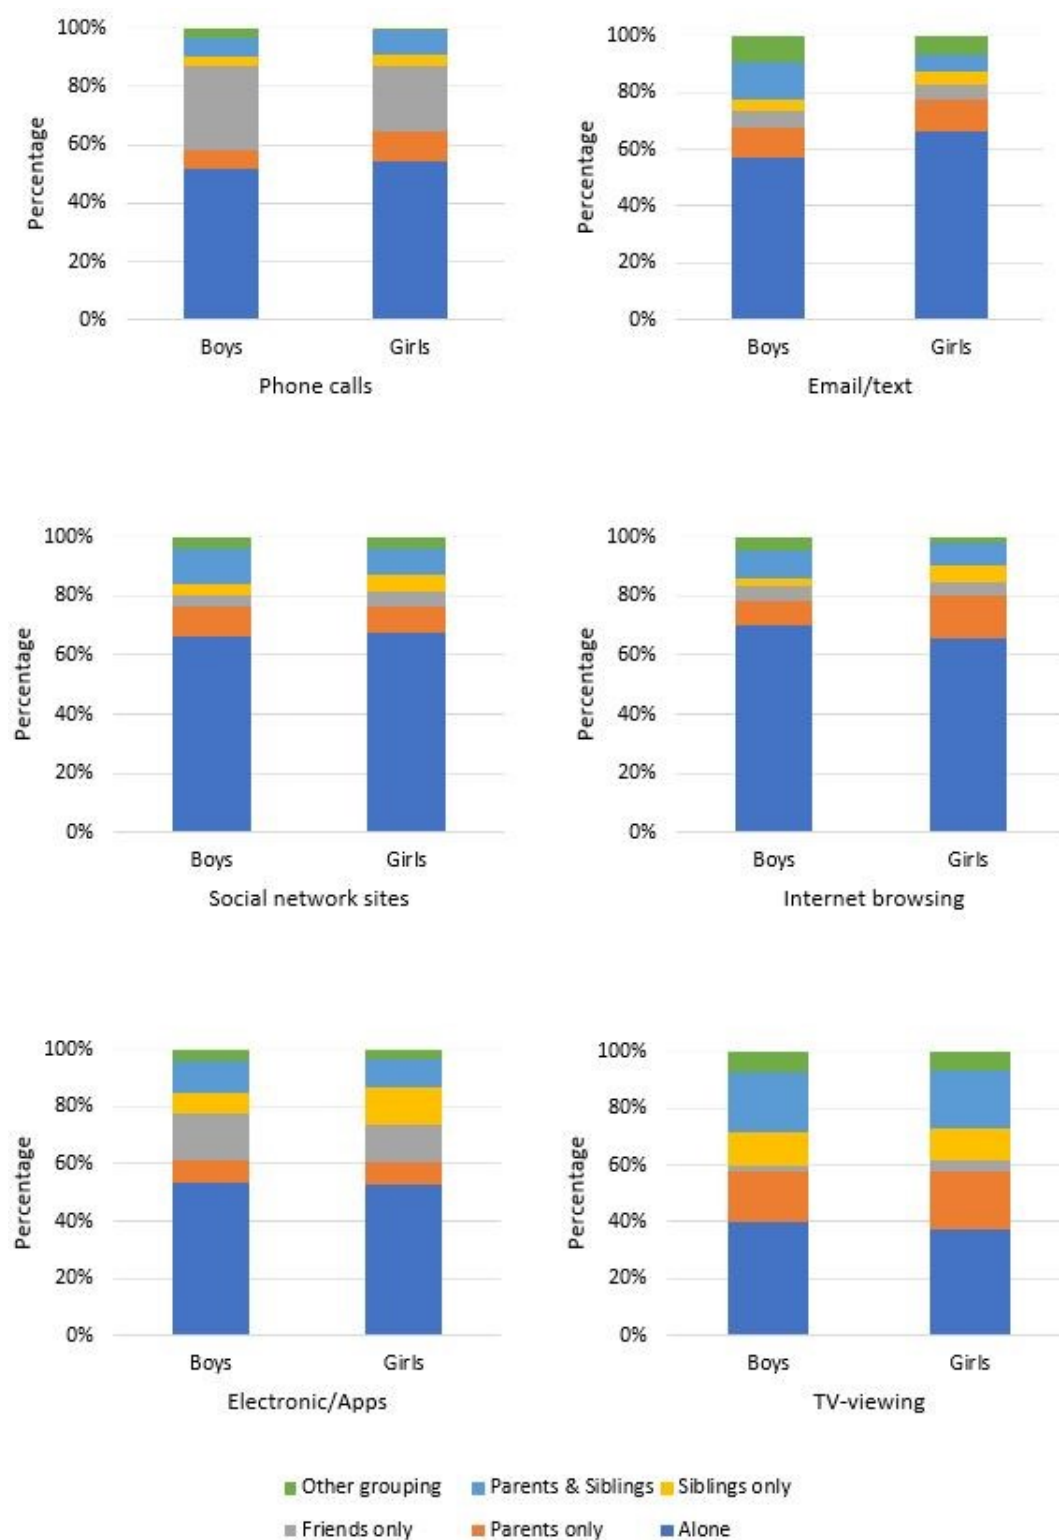 100%
80%
60%
40%
20%
0%
Percentage
Boys Girls
Phone calls
100%
80%
60%
40%
20%
0%
Percentage
Boys Girls
Email/text
100%
80%
60%
40%
20%
0%
Percentage
Boys Girls
Social network sites
100%
80%
60%
40%
20%
0%
Percentage
Boys Girls
Internet browsing
100%
80%
60%
40%
20%
0%
Percentage
Boys Girls
Electronic/Apps
100%
80%
60%
40%
20%
0%
Percentage
Boys Girls
TV-viewing
Other grouping Parents & Siblings Siblings only
Friends only Parents only Alone